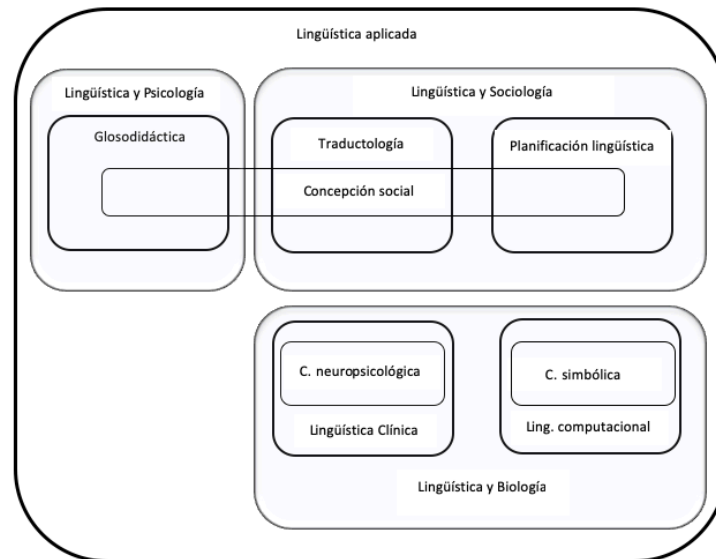 Lingüística aplicada
Lingüística y Psicología
Lingüística y Sociología
Glosodidáctica
Traductología
Planificación lingüística
Concepción social
C. neuropsicológica
C. simbólica
Lingüística Clínica
Ling. computacional
Lingüística y Biología